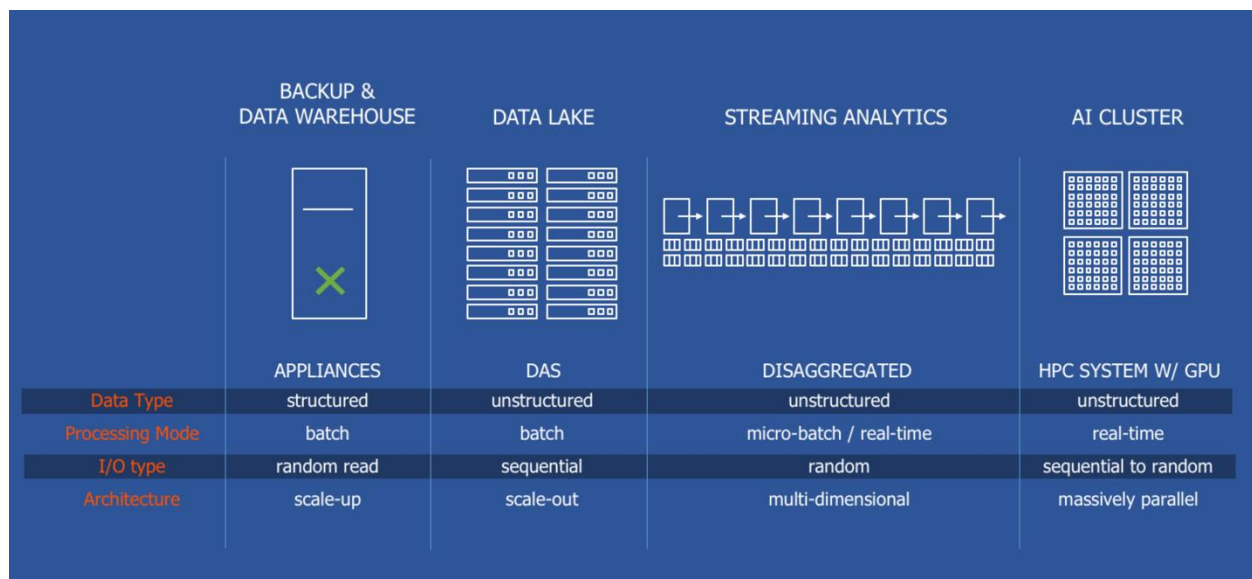 BACKUP &
DATA WAREHOUSE
DATA LAKE
STREAMING ANALYTICS
AI CLUSTER
APPLIANCES DAS DISAGGREGATED HPC SYSTEM W/ GPU
Data Type structured unstructured unstructured unstructured
Processing Mode batch batch micro-batch / real-time real-time
I/O type random read sequential random sequential to random
Architecture scale-up scale-out multi-dimensional massively parallel